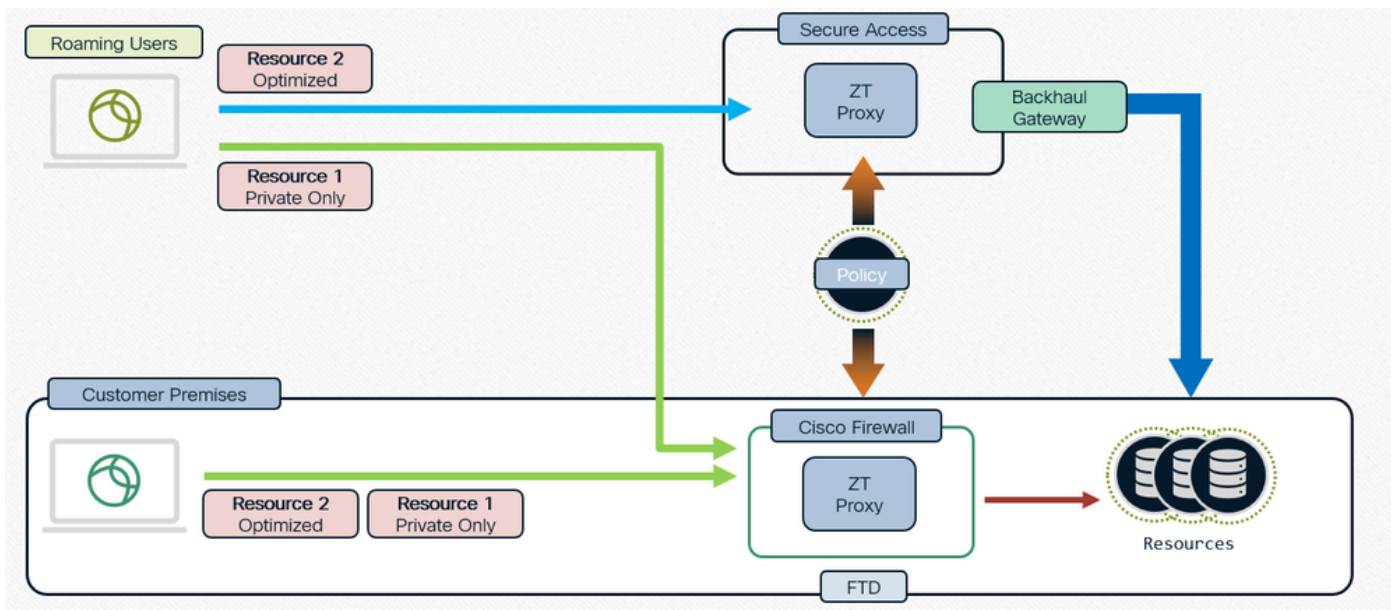 Roaming Users
Resource 2
Optimized
Resource 1
Private Only
Secure Access
ZT
Proxy
Backhaul
Gateway
Policy
Customer Premises
Resource 2
Optimized
Resource 1
Private Only
Cisco Firewall
ZT
Proxy
Resources
FTD